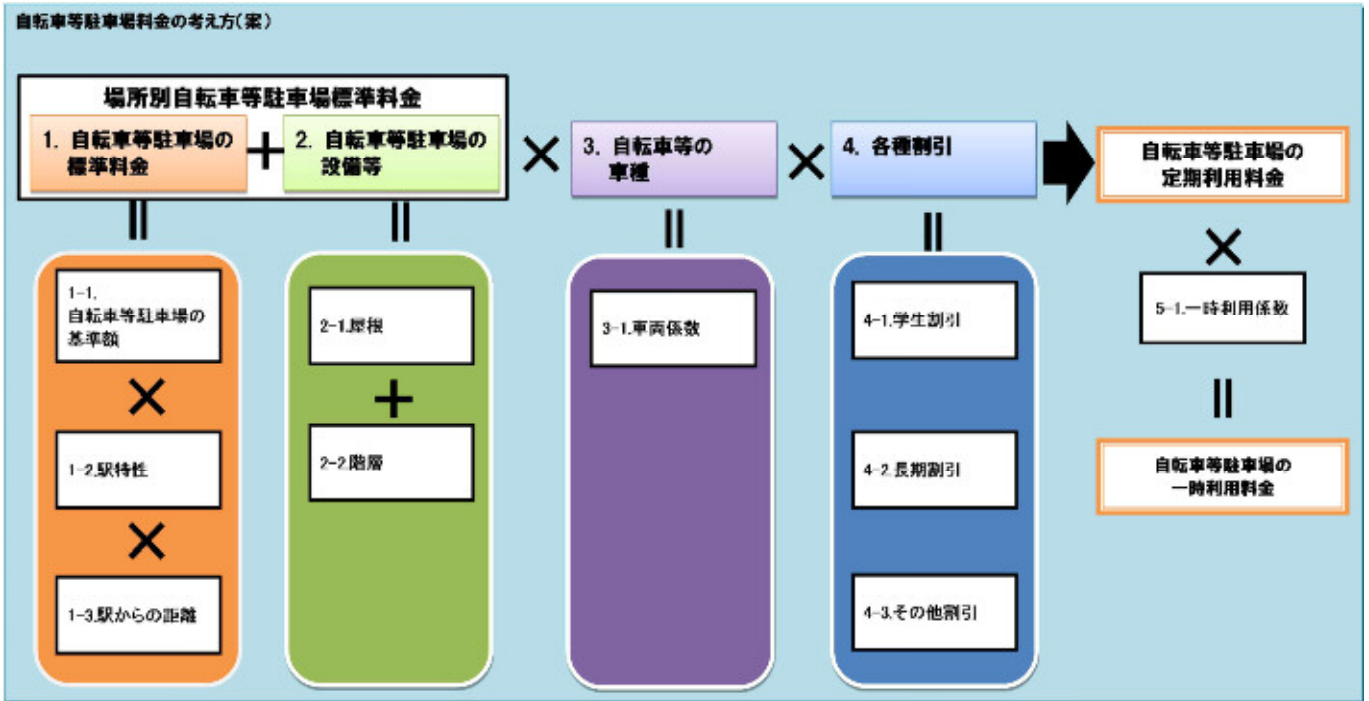 自転車等駐車場料金の考え方(案)
場所別自転車等駐車場標準料金
1. 自転車等駐車場の
標準料金
+
2. 自転車等駐車場の
設備等
×
3. 自転車等の
車種
×
4. 各種割引
自転車等駐車場の
定期利用料金
1-1.
自転車等駐車場の
基準額
×
1-2.駅特性
×
1-3.駅からの距離
2-1.屋根
+
2-2.階層
3-1.車両係数
4-1.学生割引
4-2.長期割引
4-3.その他割引
×
5-1.一時利用係数
自転車等駐車場の
一時利用料金